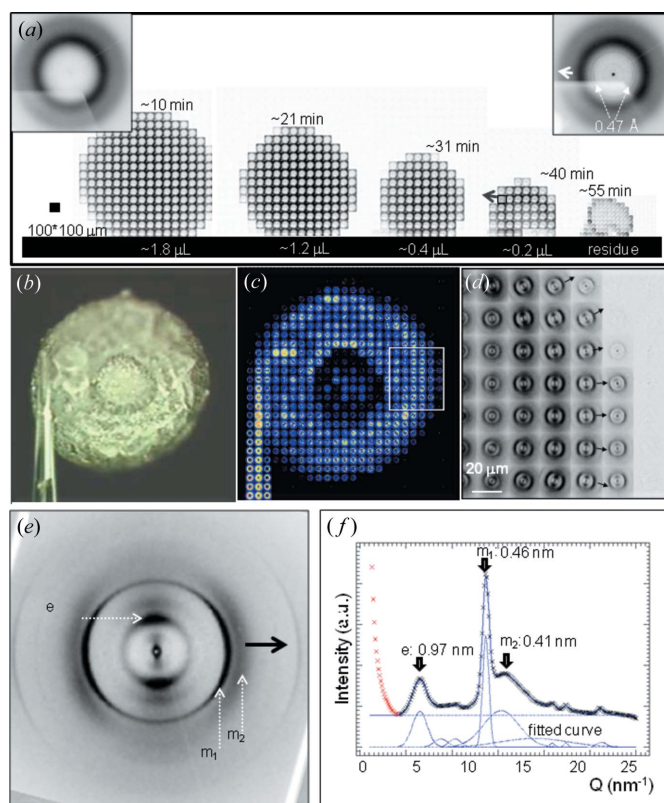 (a)
~10 min
~21 min
~31 min
~40 min
~55 min
0.47 Å
100*100 µm
~1.8 µL
~1.2 µL
~0.4 µL
~0.2 µL
residue
(b)
(c)
(d)
20 µm
(e)
e
m1
m2
(f)
m1: 0.46 nm
m2: 0.41 nm
e: 0.97 nm
Intensity (a.u.)
fitted curve
0 5 10 15 20 25
Q (nm-1)